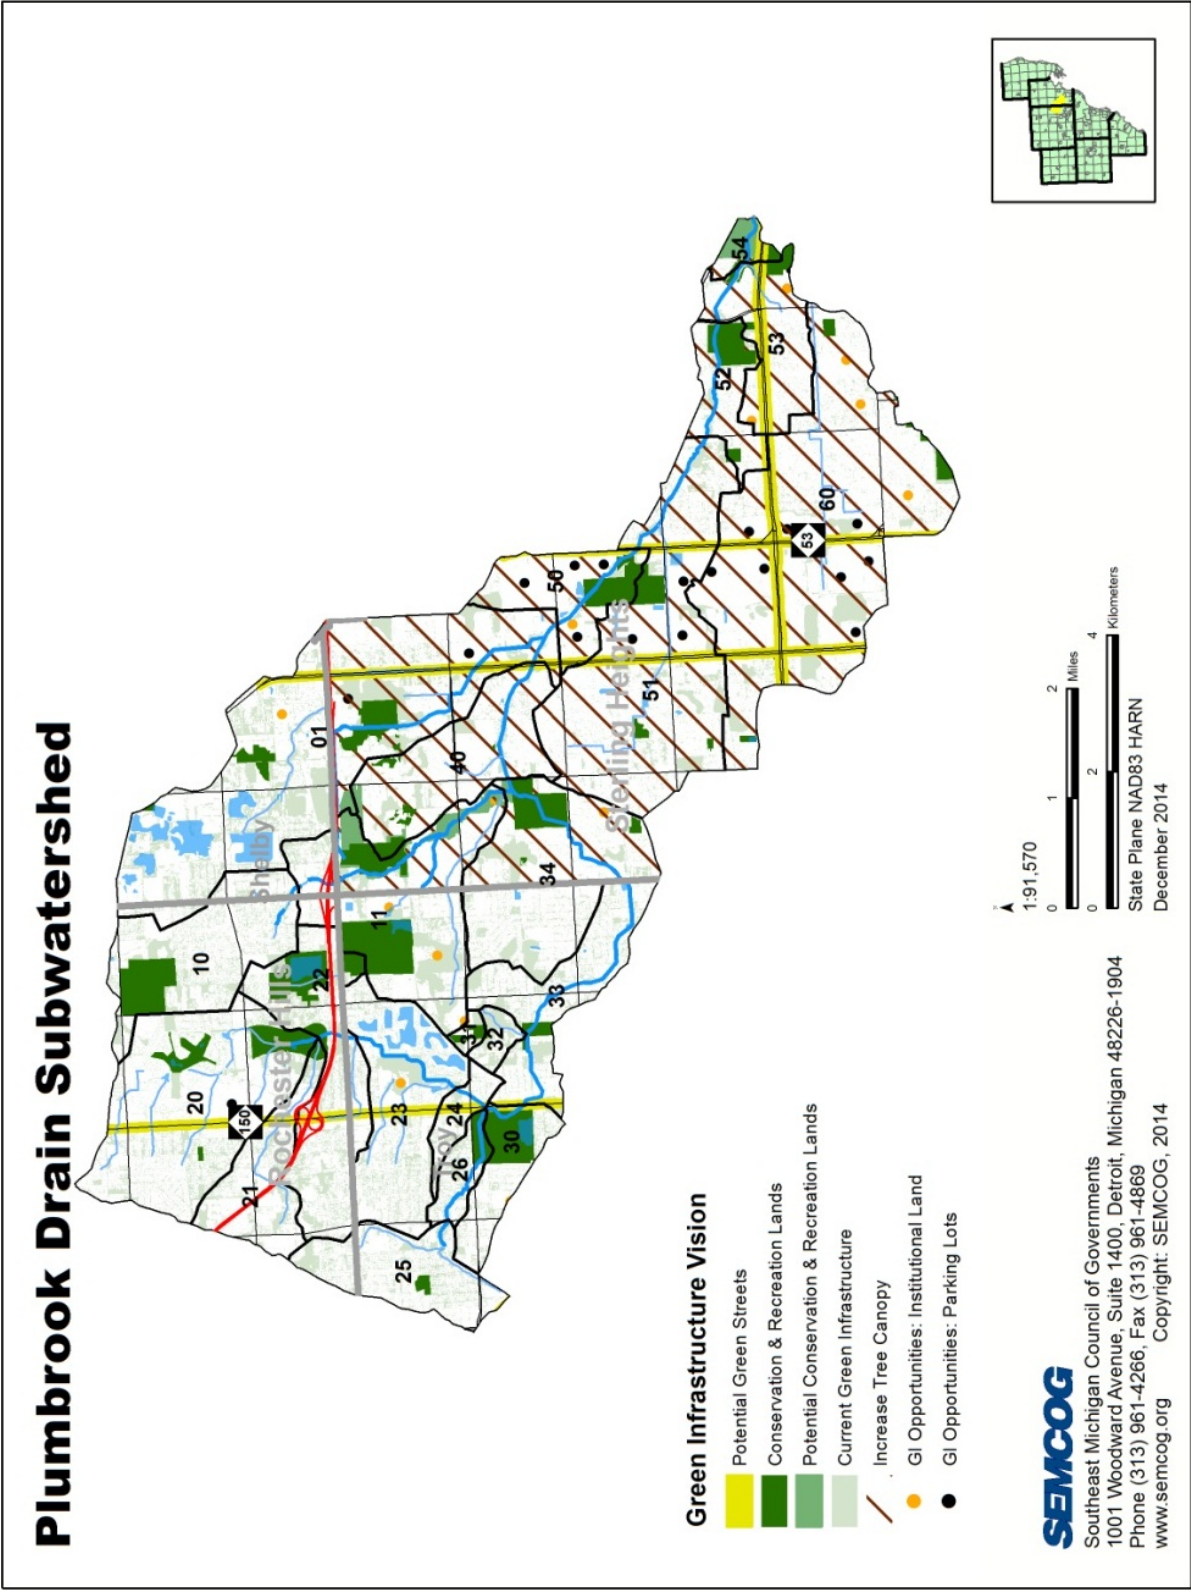 Plumbrook Drain Subwatershed
20
10
150
Shelby
21
Rochester Hills
22
01
25
23
11
26
24
Troy
31
32
40
30
33
34
50
Sterling Heights
51
52
54
53
53
60
Green Infrastructure Vision
Potential Green Streets
Conservation & Recreation Lands
Potential Conservation & Recreation Lands
Current Green Infrastructure
Increase Tree Canopy
GI Opportunities: Institutional Land
GI Opportunities: Parking Lots
1:91,570
0 1 2
Miles
0 2 4
Kilometers
State Plane NAD83 HARN
December 2014
SEMCOG
Southeast Michigan Council of Governments
1001 Woodward Avenue, Suite 1400, Detroit, Michigan 48226-1904
Phone (313) 961-4266, Fax (313) 961-4869
www.semcog.org Copyright: SEMCOG, 2014